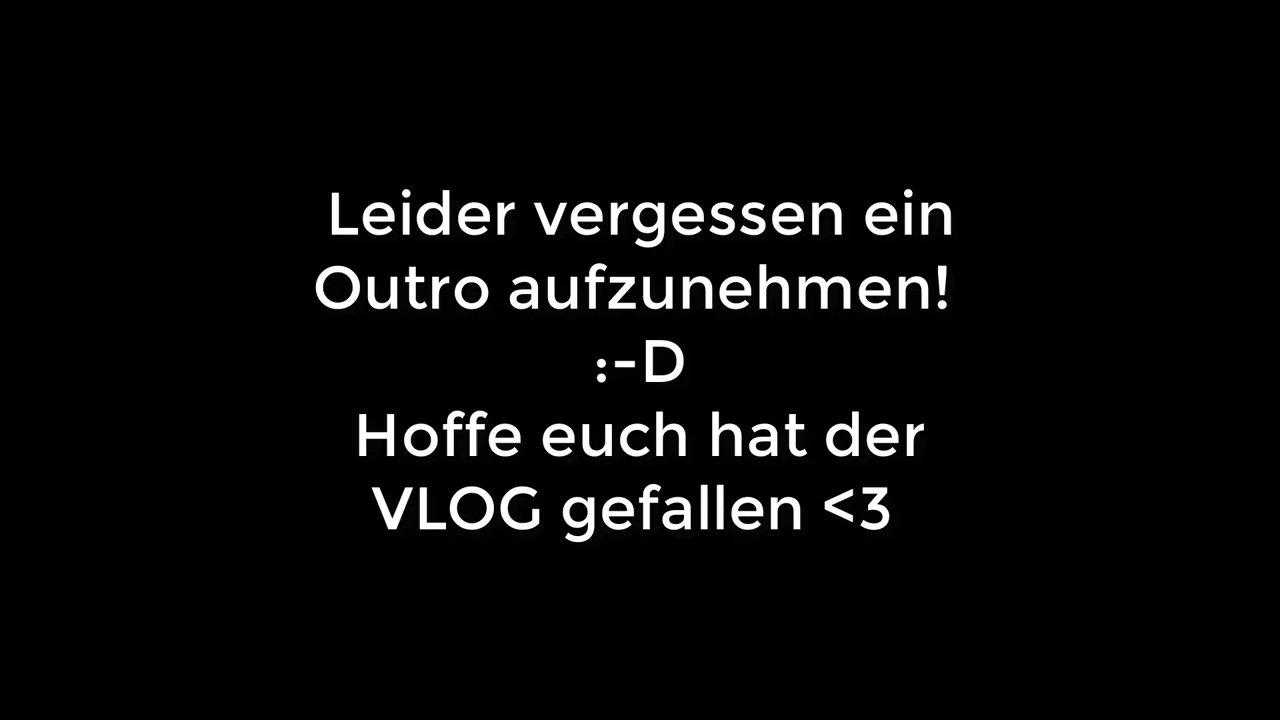 Leider vergessen ein
Outro aufzunehmen!
:-D
Hoffe euch hat der
VLOG gefallen <3